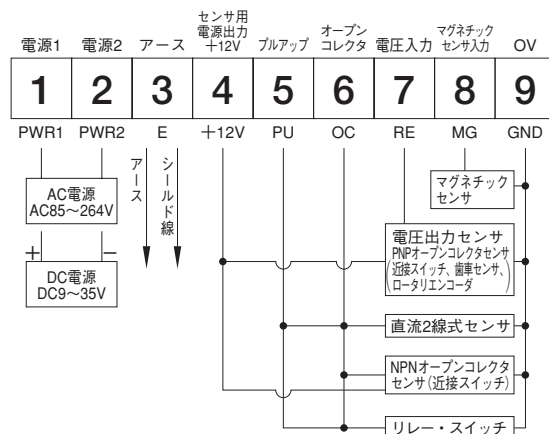 電源1
電源2
アース
センサ用
電源出力
＋12V
プルアップ
オープン
コレクタ
電圧入力
マグネチック
センサ入力
OV
1 2 3 4 5 6 7 8 9
PWR1 PWR2 E ＋12V PU OC RE MG GND
アース
シールド線
AC電源
AC85～264V
＋ −
DC電源
DC9～35V
マグネチック
センサ
電圧出力センサ
PNPオープンコレクタセンサ
(近接スイッチ、歯車センサ、
ロータリエンコーダ)
直流2線式センサ
NPNオープンコレクタ
センサ(近接スイッチ)
リレー・スイッチ